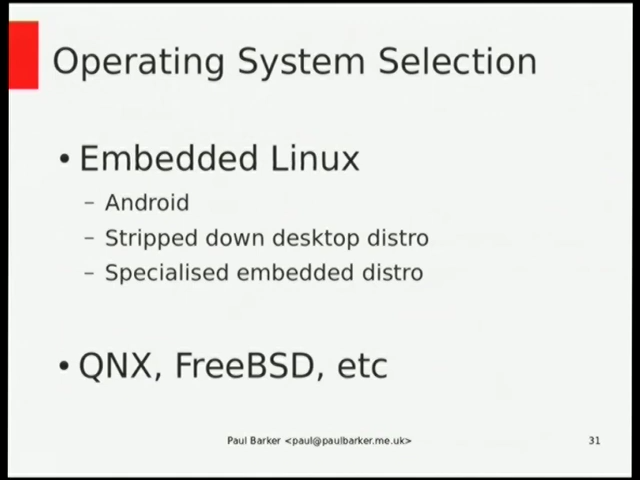 Operating System Selection
• Embedded Linux
– Android
– Stripped down desktop distro
– Specialised embedded distro
• QNX, FreeBSD, etc
Paul Barker <paul@paulbarker.me.uk>
31